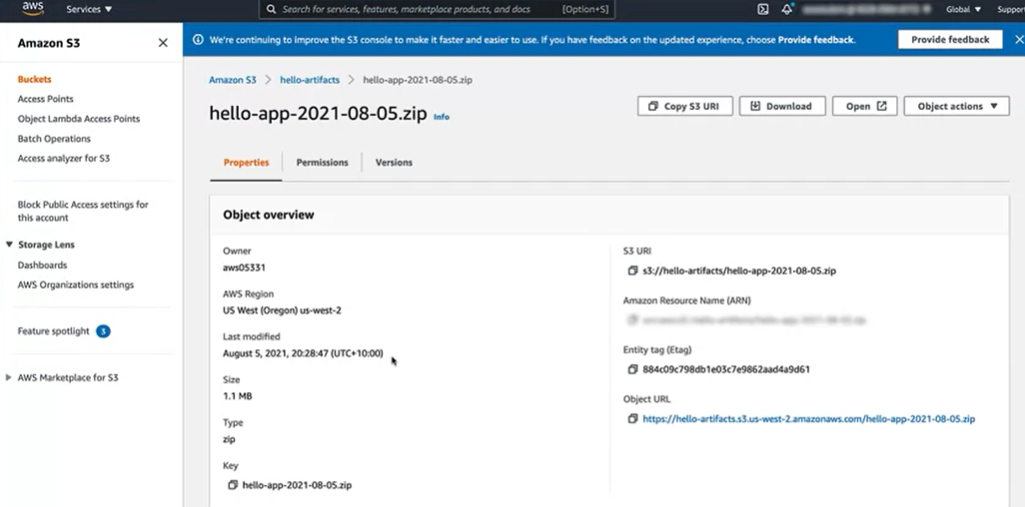 aws
Services ▼
Search for services, features, marketplace products, and docs
[Option+S]
Global ▼
Support
Amazon S3
We're continuing to improve the S3 console to make it faster and easier to use. If you have feedback on the updated experience, choose Provide feedback.
Provide feedback
Buckets
Access Points
Object Lambda Access Points
Batch Operations
Access analyzer for S3
Block Public Access settings for
this account
Storage Lens
Dashboards
AWS Organizations settings
Feature spotlight 3
AWS Marketplace for S3
Amazon S3 > hello-artifacts > hello-app-2021-08-05.zip
hello-app-2021-08-05.zip Info
Copy S3 URI
Download
Open
Object actions ▼
Properties
Permissions
Versions
Object overview
Owner
aws05331
AWS Region
US West (Oregon) us-west-2
Last modified
August 5, 2021, 20:28:47 (UTC+10:00)
Size
1.1 MB
Type
zip
Key
hello-app-2021-08-05.zip
S3 URI
s3://hello-artifacts/hello-app-2021-08-05.zip
Amazon Resource Name (ARN)
Entity tag (Etag)
884c09c798db1e03c7e9862aad4a9d61
Object URL
https://hello-artifacts.s3.us-west-2.amazonaws.com/hello-app-2021-08-05.zip